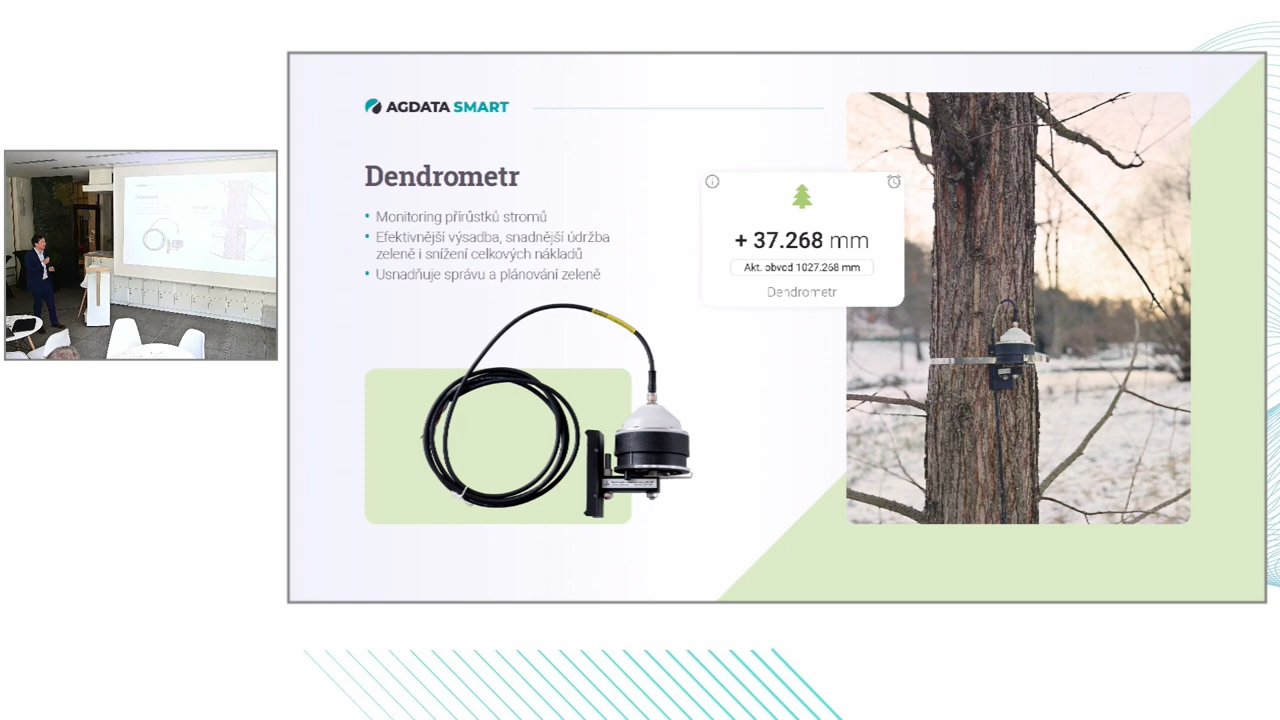 AGDATA SMART
Dendrometr
• Monitoring přírůstků stromů
• Efektivnější výsadba, snadnější údržba
zeleně i snížení celkových nákladů
• Usnadňuje správu a plánování zeleně
+ 37.268 mm
Akt. obvod 1027.268 mm
Dendrometr